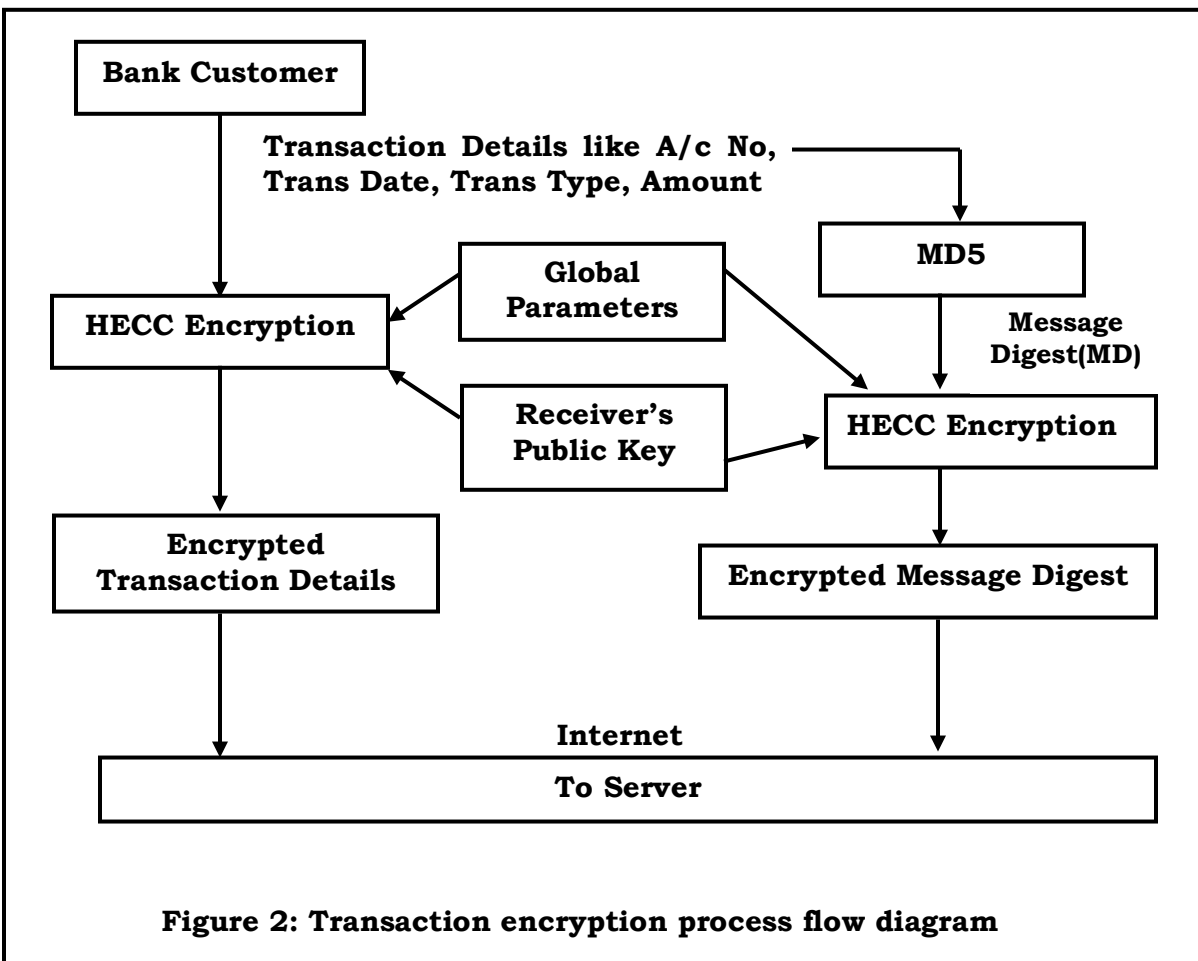 Bank Customer
Transaction Details like A/c No,
Trans Date, Trans Type, Amount
MD5
Global
Parameters
HECC Encryption
Message
Digest(MD)
Receiver’s
Public Key
HECC Encryption
Encrypted
Transaction Details
Encrypted Message Digest
Internet
To Server
Figure 2: Transaction encryption process flow diagram